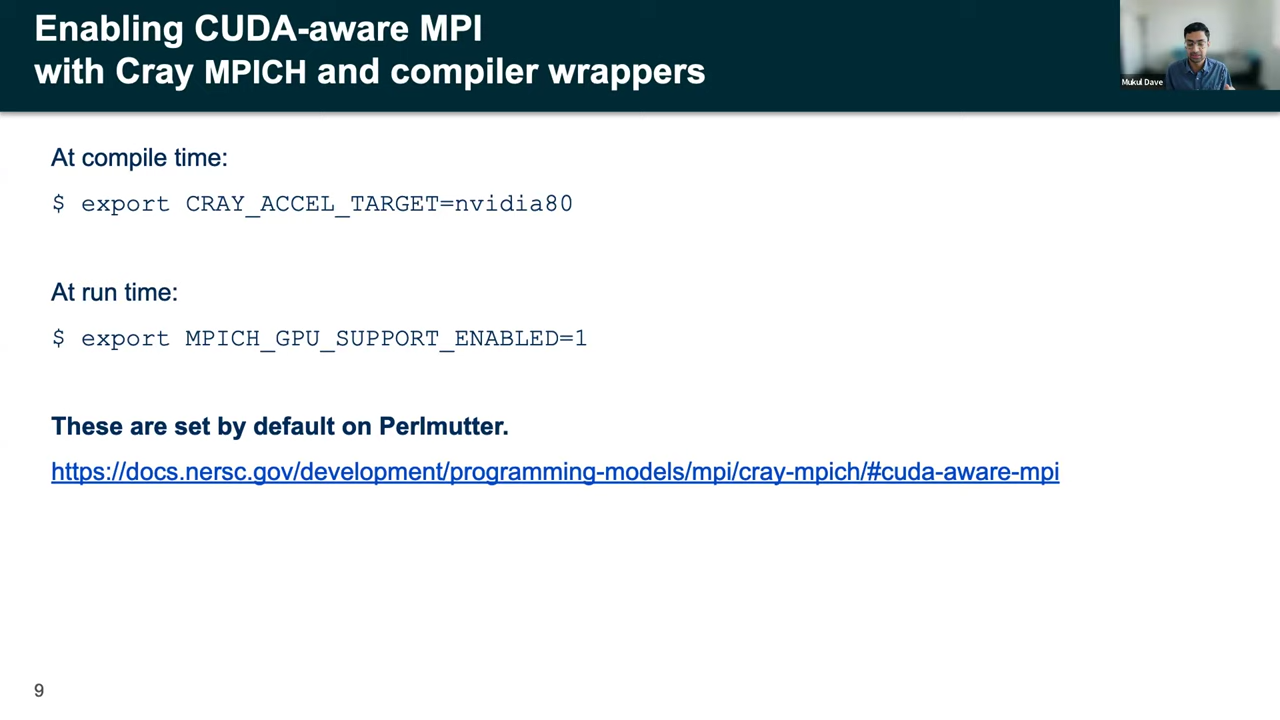 Enabling CUDA-aware MPI
with Cray MPICH and compiler wrappers
Mukul Dave
At compile time:
$ export CRAY_ACCEL_TARGET=nvidia80
At run time:
$ export MPICH_GPU_SUPPORT_ENABLED=1
These are set by default on Perlmutter.
https://docs.nersc.gov/development/programming-models/mpi/cray-mpich/#cuda-aware-mpi
9